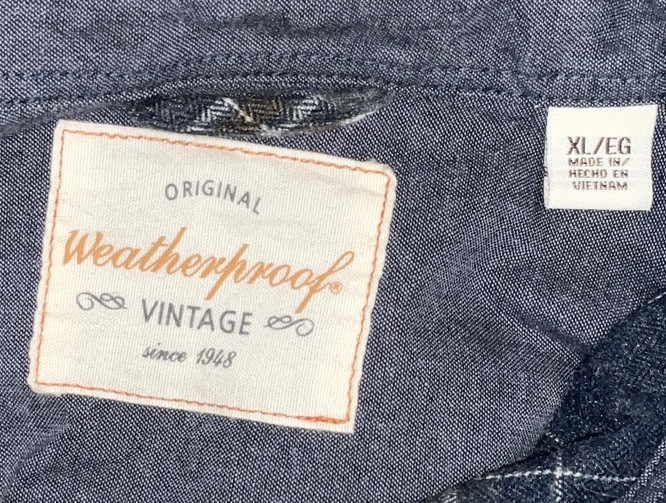 ORIGINAL
Weatherproof®
VINTAGE
since 1948
XL/EG
MADE IN/
HECHO EN
VIETNAM